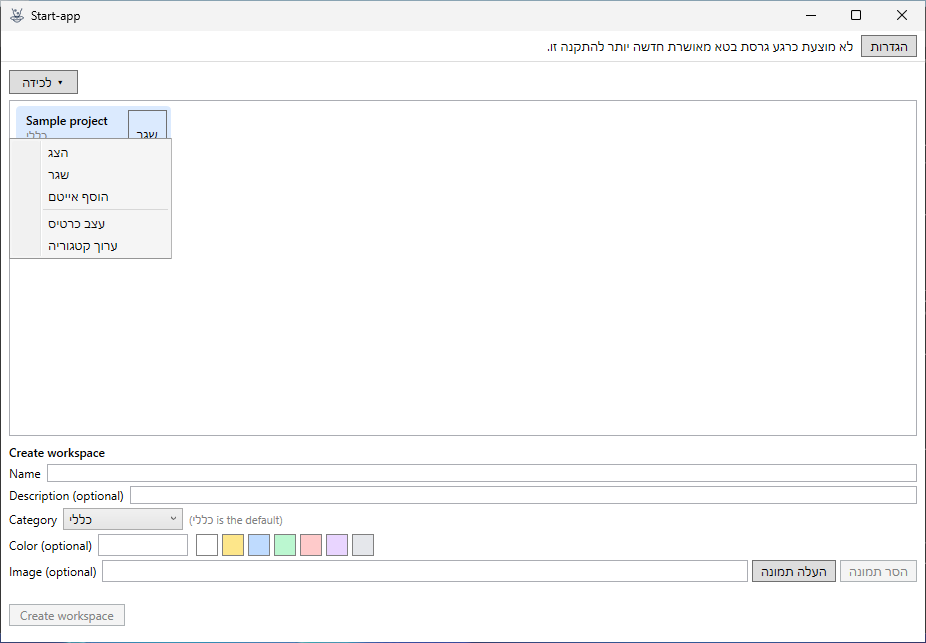 Start-app
לא מוצעת כרגע גרסת בטא מאושרת חדשה יותר להתקנה זו.
הגדרות
לכידה
Sample project
כללי
שגר
הצג
שגר
הוסף אייטם
עצב כרטיס
ערוך קטגוריה
Create workspace
Name
Description (optional)
Category כללי (כללי is the default)
Color (optional)
Image (optional) העלה תמונה הסר תמונה
Create workspace